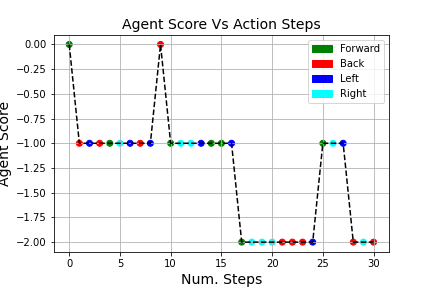 Agent Score Vs Action Steps
0.00
-0.25
-0.50
-0.75
-1.00
-1.25
-1.50
-1.75
-2.00
Agent Score
Forward
Back
Left
Right
0 5 10 15 20 25 30
Num. Steps